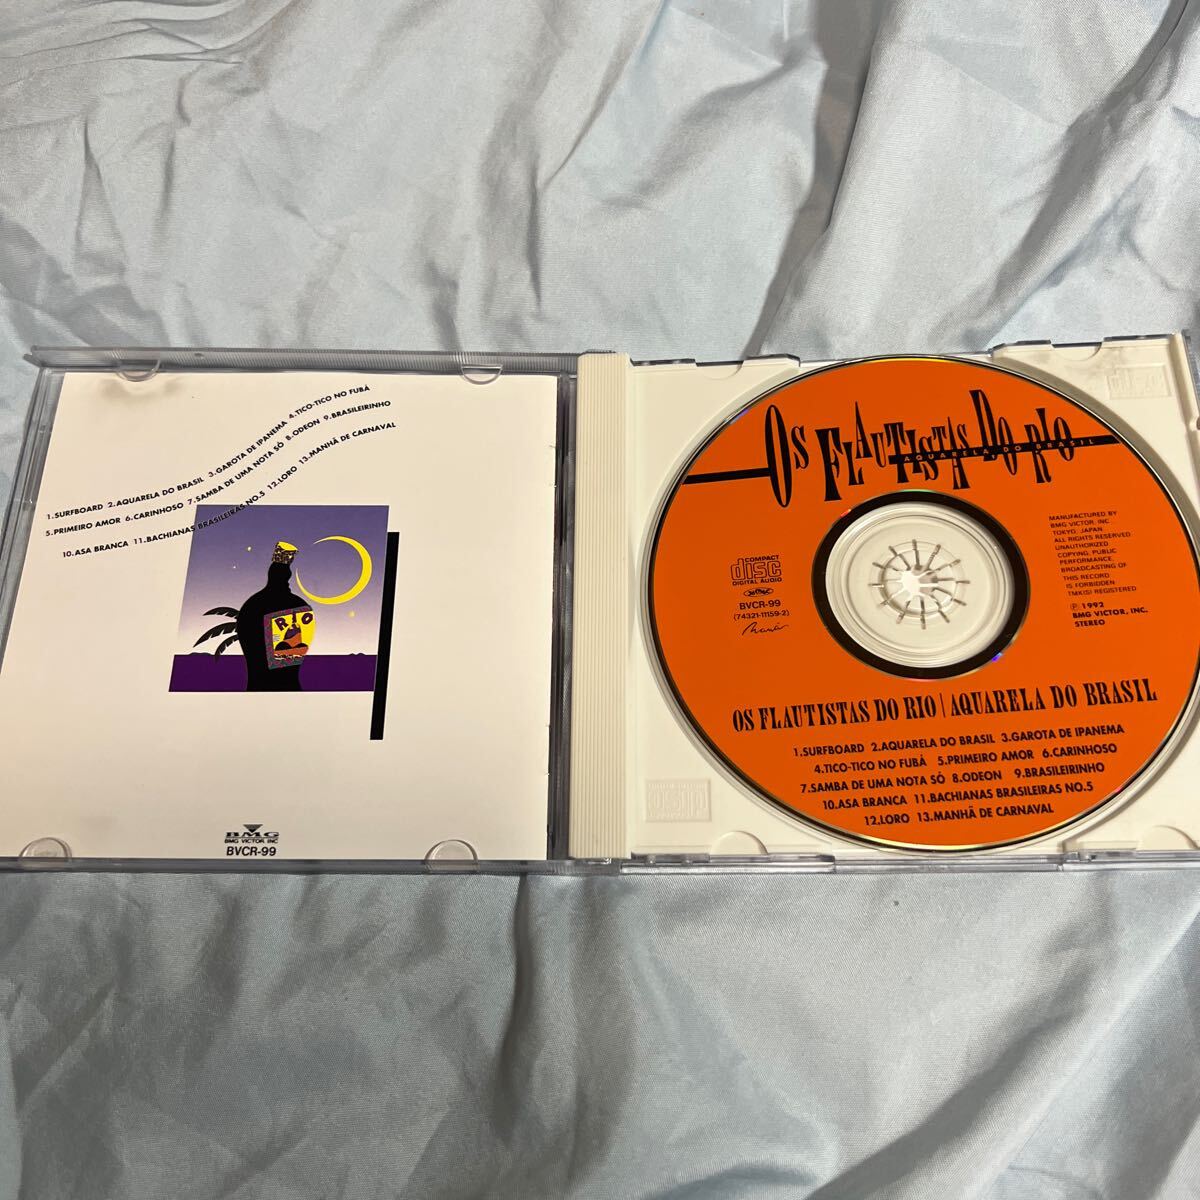 1.SURFBOARD 2.AQUARELA DO BRASIL 3.GAROTA DE IPANEMA 4.TICO-TICO NO FUBÁ
5.PRIMEIRO AMOR 6.CARINHOSO 7.SAMBA DE UMA NOTA SÓ 8.ODEON 9.BRASILEIRINHO
10.ASA BRANCA 11.BACHIANAS BRASILEIRAS NO.5 12.LORO 13.MANHÃ DE CARNAVAL
RIO
BMG
BMG VICTOR INC
BVCR-99
OS FLAUTISTAS DO RIO
AQUARELA DO BRASIL
COMPACT
disc
DIGITAL AUDIO
BVCR-99
(74321-11159-2)
MANUFACTURED BY
BMG VICTOR, INC.
TOKYO, JAPAN
ALL RIGHTS RESERVED
UNAUTHORIZED
COPYING, PUBLIC
PERFORMANCE,
BROADCASTING OF
THIS RECORD
IS FORBIDDEN
TMK(S) REGISTERED
Ⓟ 1992
BMG VICTOR, INC.
STEREO
OS FLAUTISTAS DO RIO | AQUARELA DO BRASIL
1.SURFBOARD 2.AQUARELA DO BRASIL 3.GAROTA DE IPANEMA
4.TICO-TICO NO FUBÁ 5.PRIMEIRO AMOR 6.CARINHOSO
7.SAMBA DE UMA NOTA SÓ 8.ODEON 9.BRASILEIRINHO
10.ASA BRANCA 11.BACHIANAS BRASILEIRAS NO.5
12,LORO 13.MANHÃ DE CARNAVAL